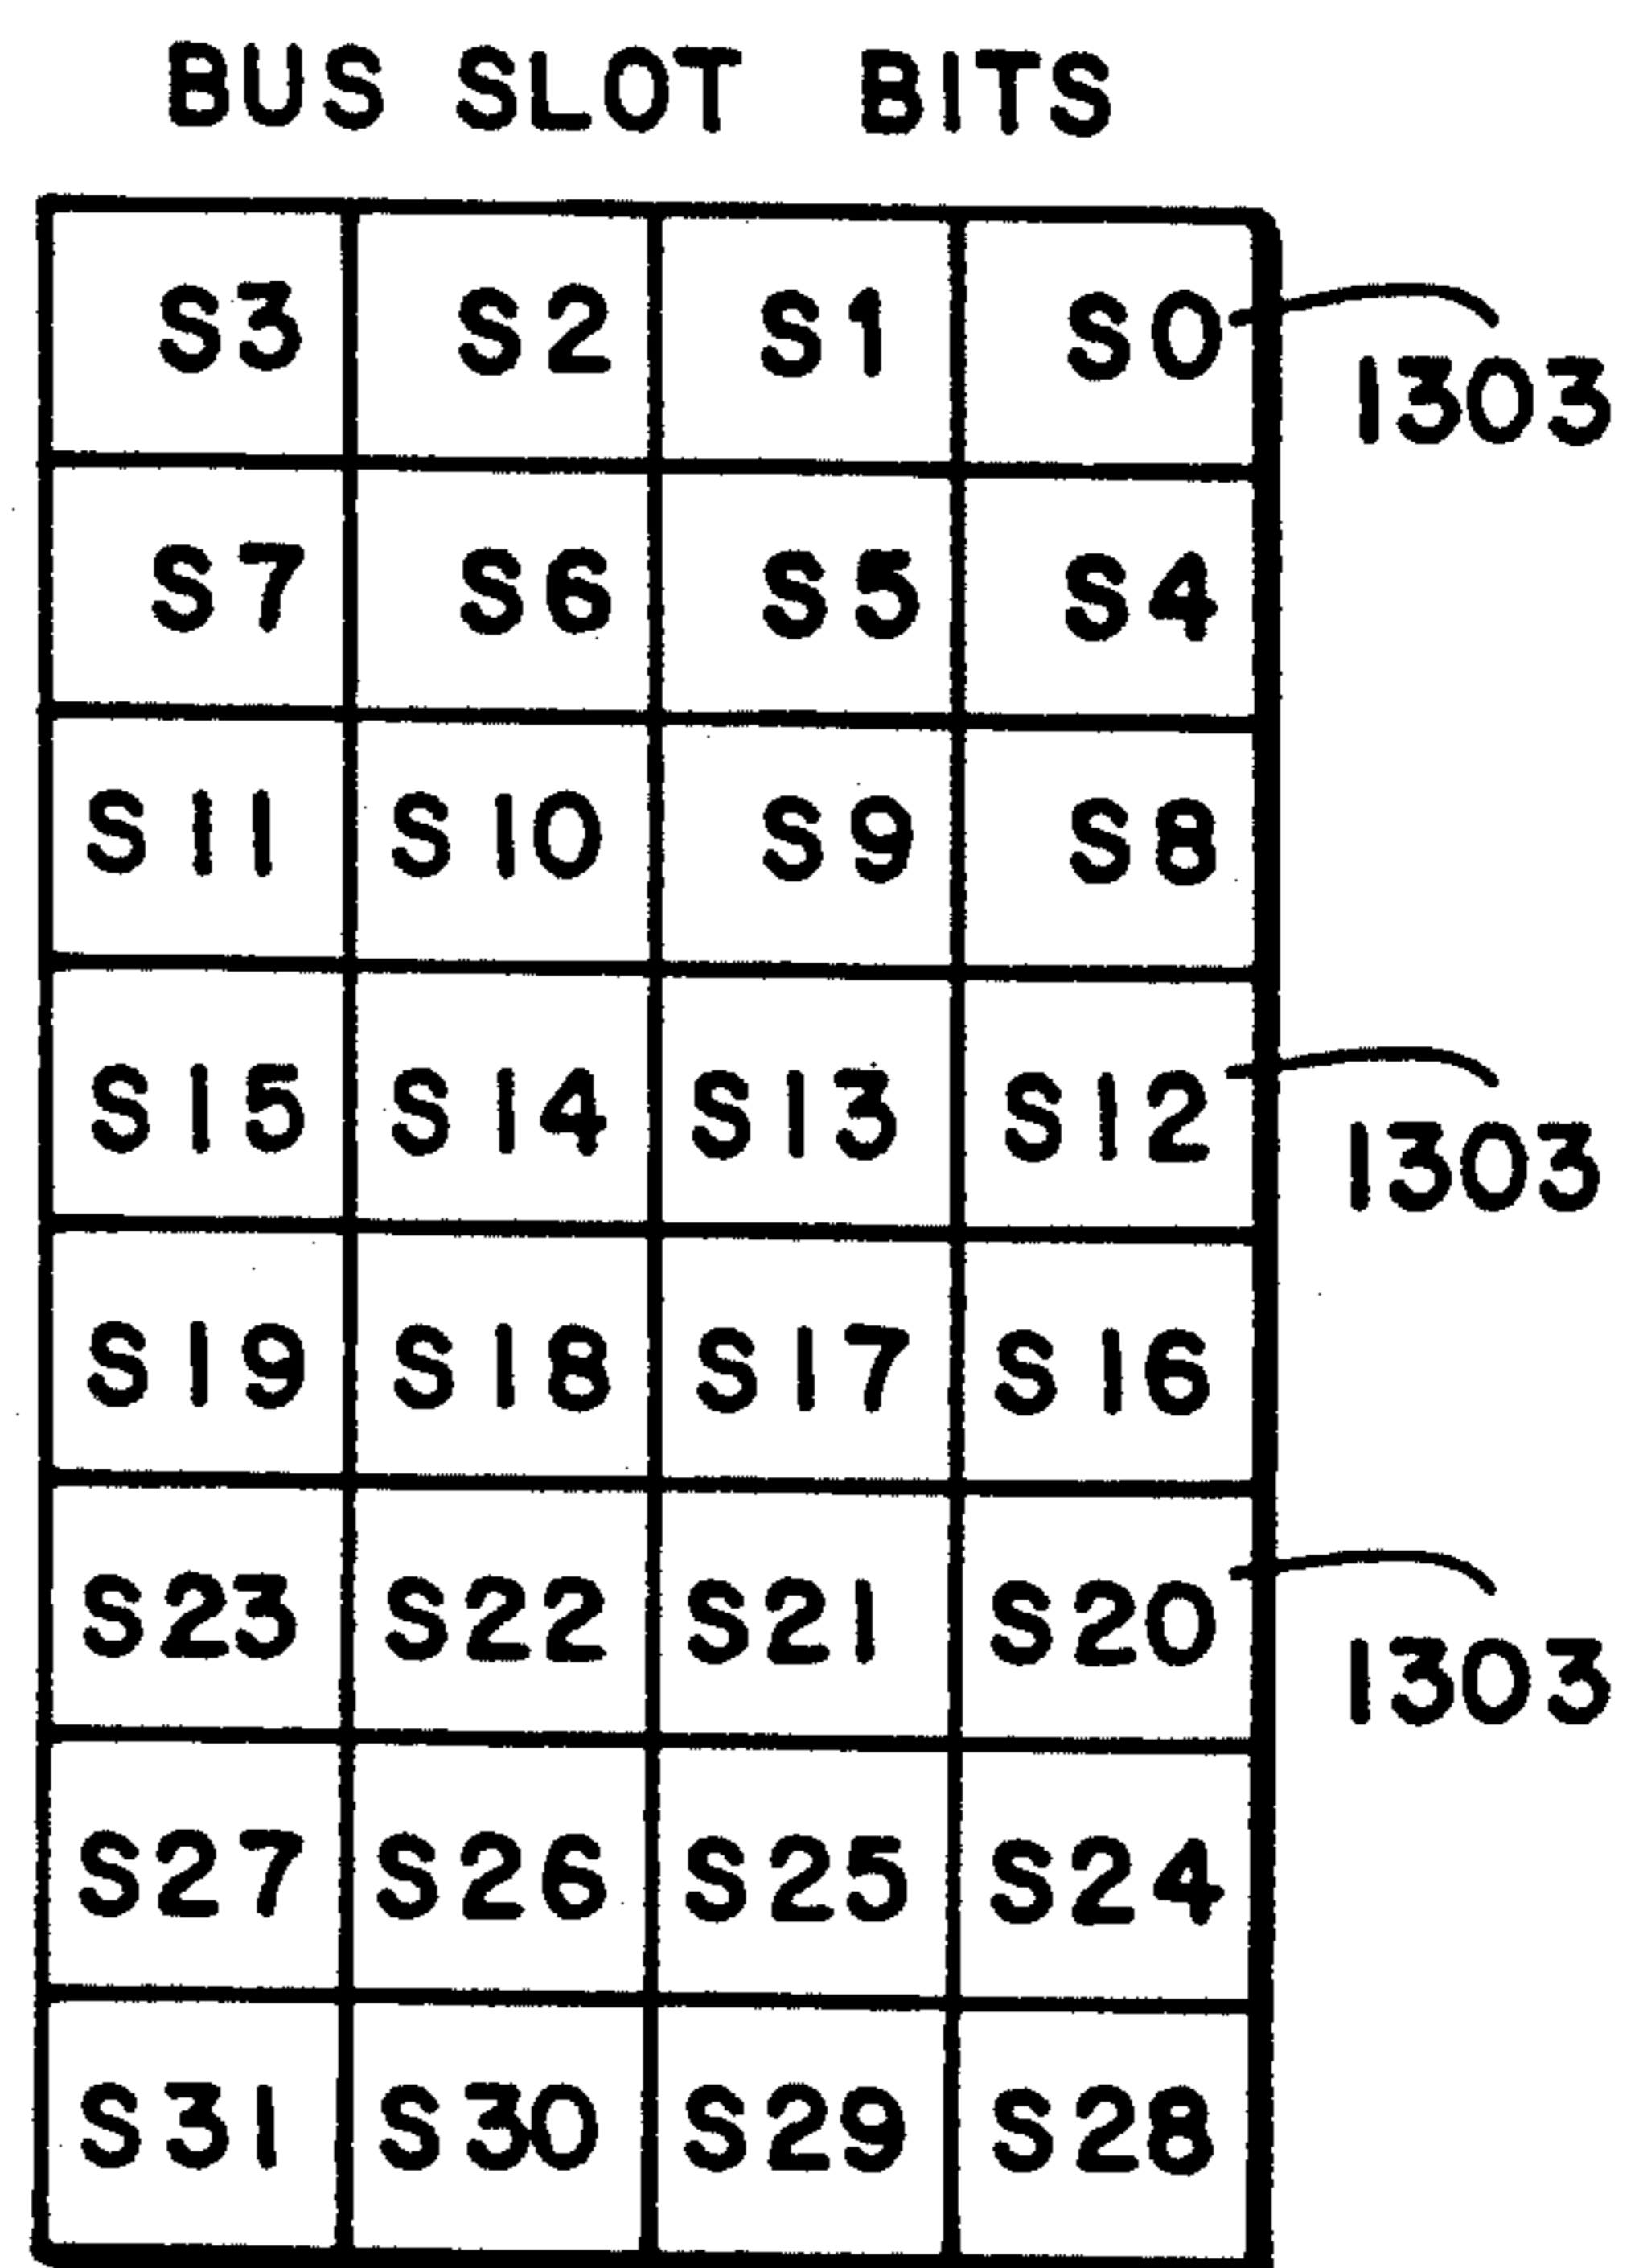 BUS SLOT BITS
S3 S2 S1 S0
1303
S7 S6 S5 S4
S11 S10 S9 S8
S15 S14 S13 S12
1303
S19 S18 S17 S16
S23 S22 S21 S20
1303
S27 S26 S25 S24
S31 S30 S29 S28